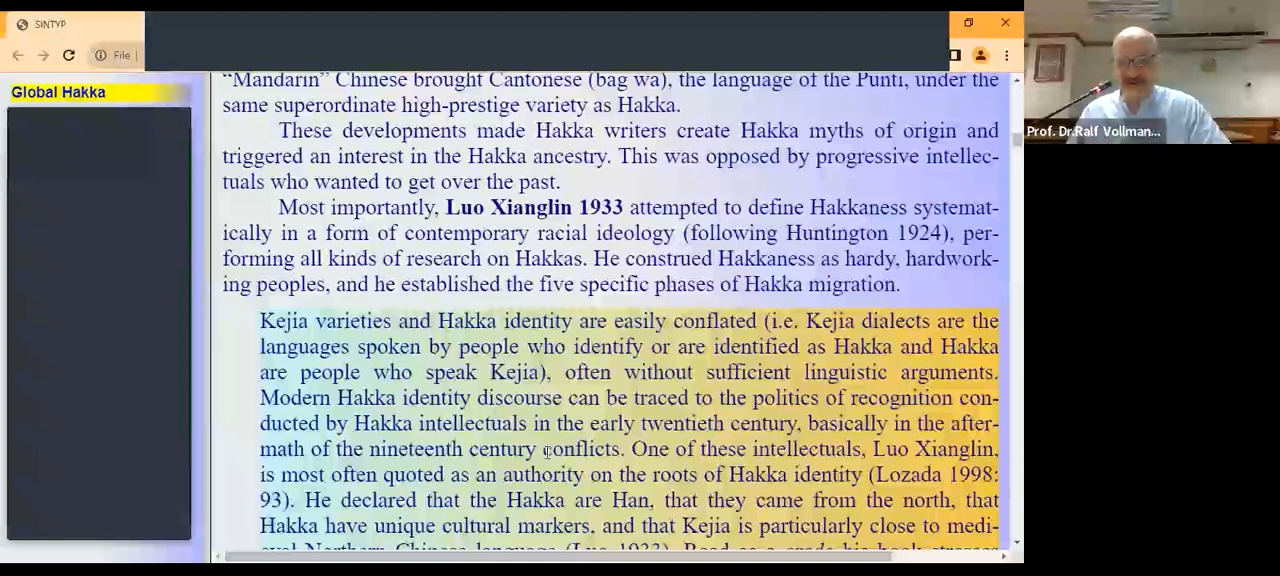 SINTYP
File
Global Hakka
"Mandarin" Chinese brought Cantonese (bag wa), the language of the Punti, under the
same superordinate high-prestige variety as Hakka.
These developments made Hakka writers create Hakka myths of origin and
triggered an interest in the Hakka ancestry. This was opposed by progressive intellec-
tuals who wanted to get over the past.
Most importantly, Luo Xianglin 1933 attempted to define Hakkaness systemat-
ically in a form of contemporary racial ideology (following Huntington 1924), per-
forming all kinds of research on Hakkas. He construed Hakkaness as hardy, hardwork-
ing peoples, and he established the five specific phases of Hakka migration.
Kejia varieties and Hakka identity are easily conflated (i.e. Kejia dialects are the
languages spoken by people who identify or are identified as Hakka and Hakka
are people who speak Kejia), often without sufficient linguistic arguments.
Modern Hakka identity discourse can be traced to the politics of recognition con-
ducted by Hakka intellectuals in the early twentieth century, basically in the after-
math of the nineteenth century conflicts. One of these intellectuals, Luo Xianglin,
is most often quoted as an authority on the roots of Hakka identity (Lozada 1998:
93). He declared that the Hakka are Han, that they came from the north, that
Hakka have unique cultural markers, and that Kejia is particularly close to medi-
eval Northern Chinese language (Luo 1933). Read as a
his book stresses
Prof. Dr.Ralf Vollman...